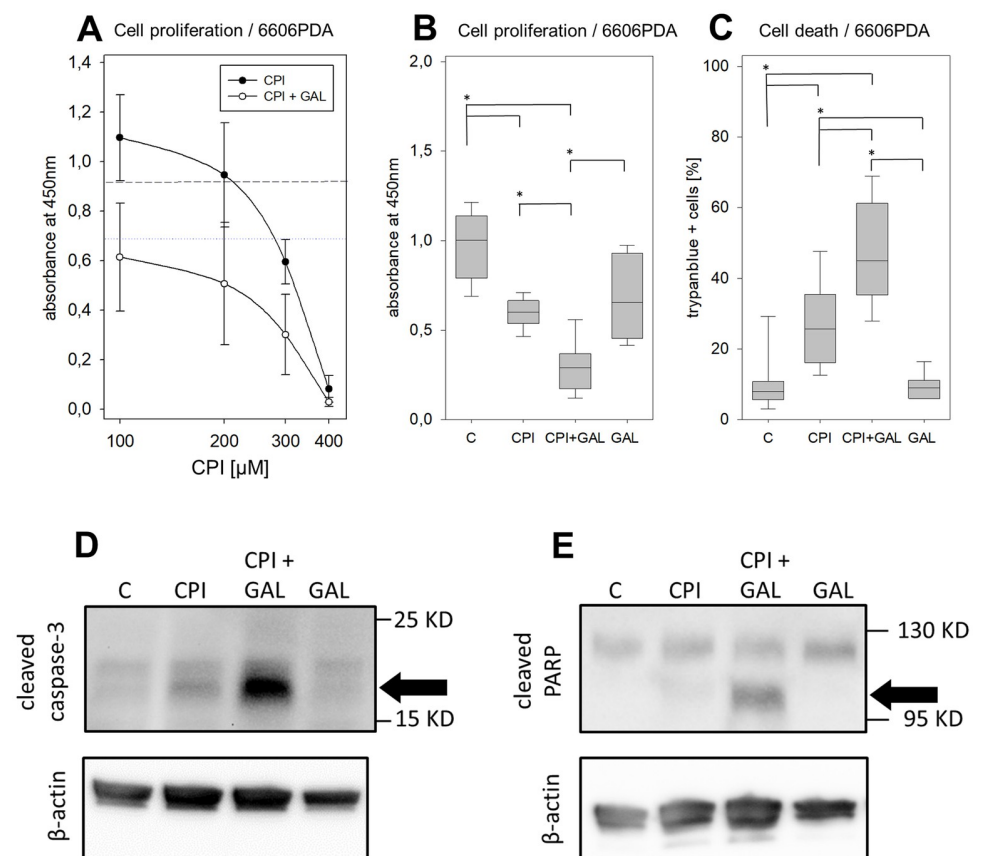 A
Cell proliferation / 6606PDA
absorbance at 450nm
1,4
1,2
1,0
0,8
0,6
0,4
0,2
0,0
CPI
CPI + GAL
100
200
300
400
CPI [µM]
B
Cell proliferation / 6606PDA
absorbance at 450nm
2,0
1,5
1,0
0,5
0,0
*
*
*
C
CPI
CPI+GAL
GAL
C
Cell death / 6606PDA
trypanblue + cells [%]
100
80
60
40
20
0
*
*
*
C
CPI
CPI+GAL
GAL
D
CPI +
C CPI GAL GAL
cleaved
caspase-3
25 KD
15 KD
β-actin
E
CPI +
C CPI GAL GAL
cleaved
PARP
130 KD
95 KD
β-actin